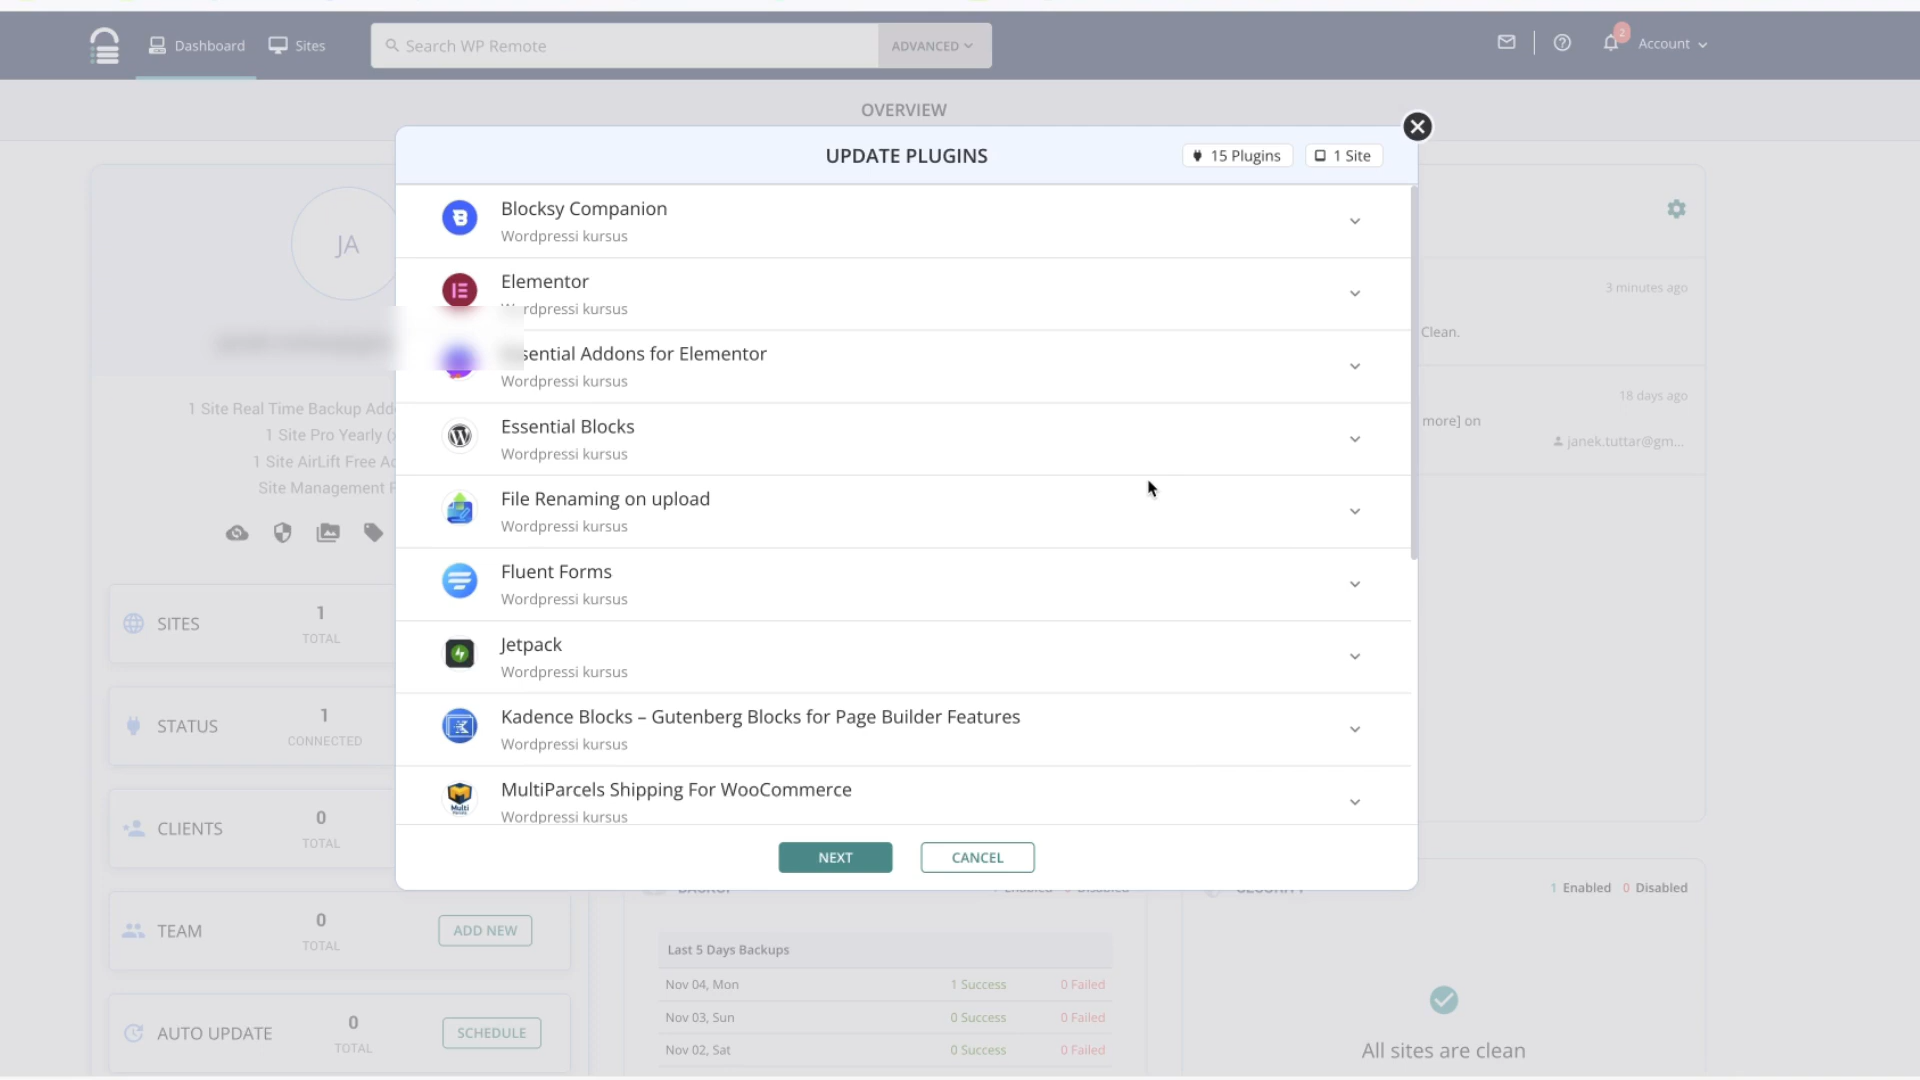 Dashboard
Sites
Search WP Remote
ADVANCED
2
Account
OVERVIEW
UPDATE PLUGINS
15 Plugins
1 Site
Blocksy Companion
Wordpressi kursus
Elementor
Wordpressi kursus
Essential Addons for Elementor
Wordpressi kursus
Essential Blocks
Wordpressi kursus
File Renaming on upload
Wordpressi kursus
Fluent Forms
Wordpressi kursus
Jetpack
Wordpressi kursus
Kadence Blocks – Gutenberg Blocks for Page Builder Features
Wordpressi kursus
MultiParcels Shipping For WooCommerce
Wordpressi kursus
NEXT
CANCEL
JA
1 Site Real Time Backup Add
1 Site Pro Yearly (
1 Site AirLift Free
Site Management
SITES
1
TOTAL
STATUS
1
CONNECTED
CLIENTS
0
TOTAL
TEAM
0
TOTAL
ADD NEW
AUTO UPDATE
0
TOTAL
SCHEDULE
3 minutes ago
Clean.
18 days ago
more] on
janek.tuttar@gm...
Last 5 Days Backups
Nov 04, Mon 1 Success 0 Failed
Nov 03, Sun 0 Success 0 Failed
Nov 02, Sat 0 Success 0 Failed
1 Enabled 0 Disabled
All sites are clean